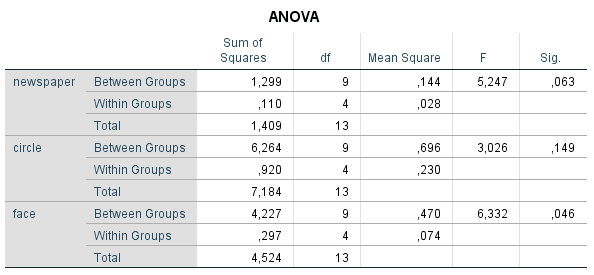 ANOVA
Sum of Squares df Mean Square F Sig.
newspaper Between Groups 1,299 9 ,144 5,247 ,063
Within Groups ,110 4 ,028
Total 1,409 13
circle Between Groups 6,264 9 ,696 3,026 ,149
Within Groups ,920 4 ,230
Total 7,184 13
face Between Groups 4,227 9 ,470 6,332 ,046
Within Groups ,297 4 ,074
Total 4,524 13